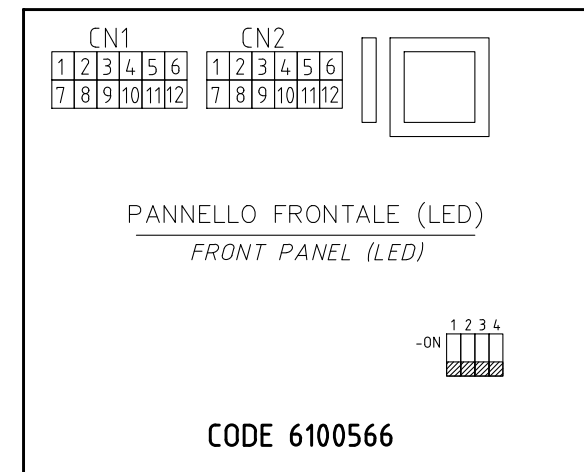 CN1 CN2
1 2 3 4 5 6 1 2 3 4 5 6
7 8 9 10 11 12 7 8 9 10 11 12
PANNELLO FRONTALE (LED)
FRONT PANEL (LED)
1 2 3 4
-ON
CODE 6100566